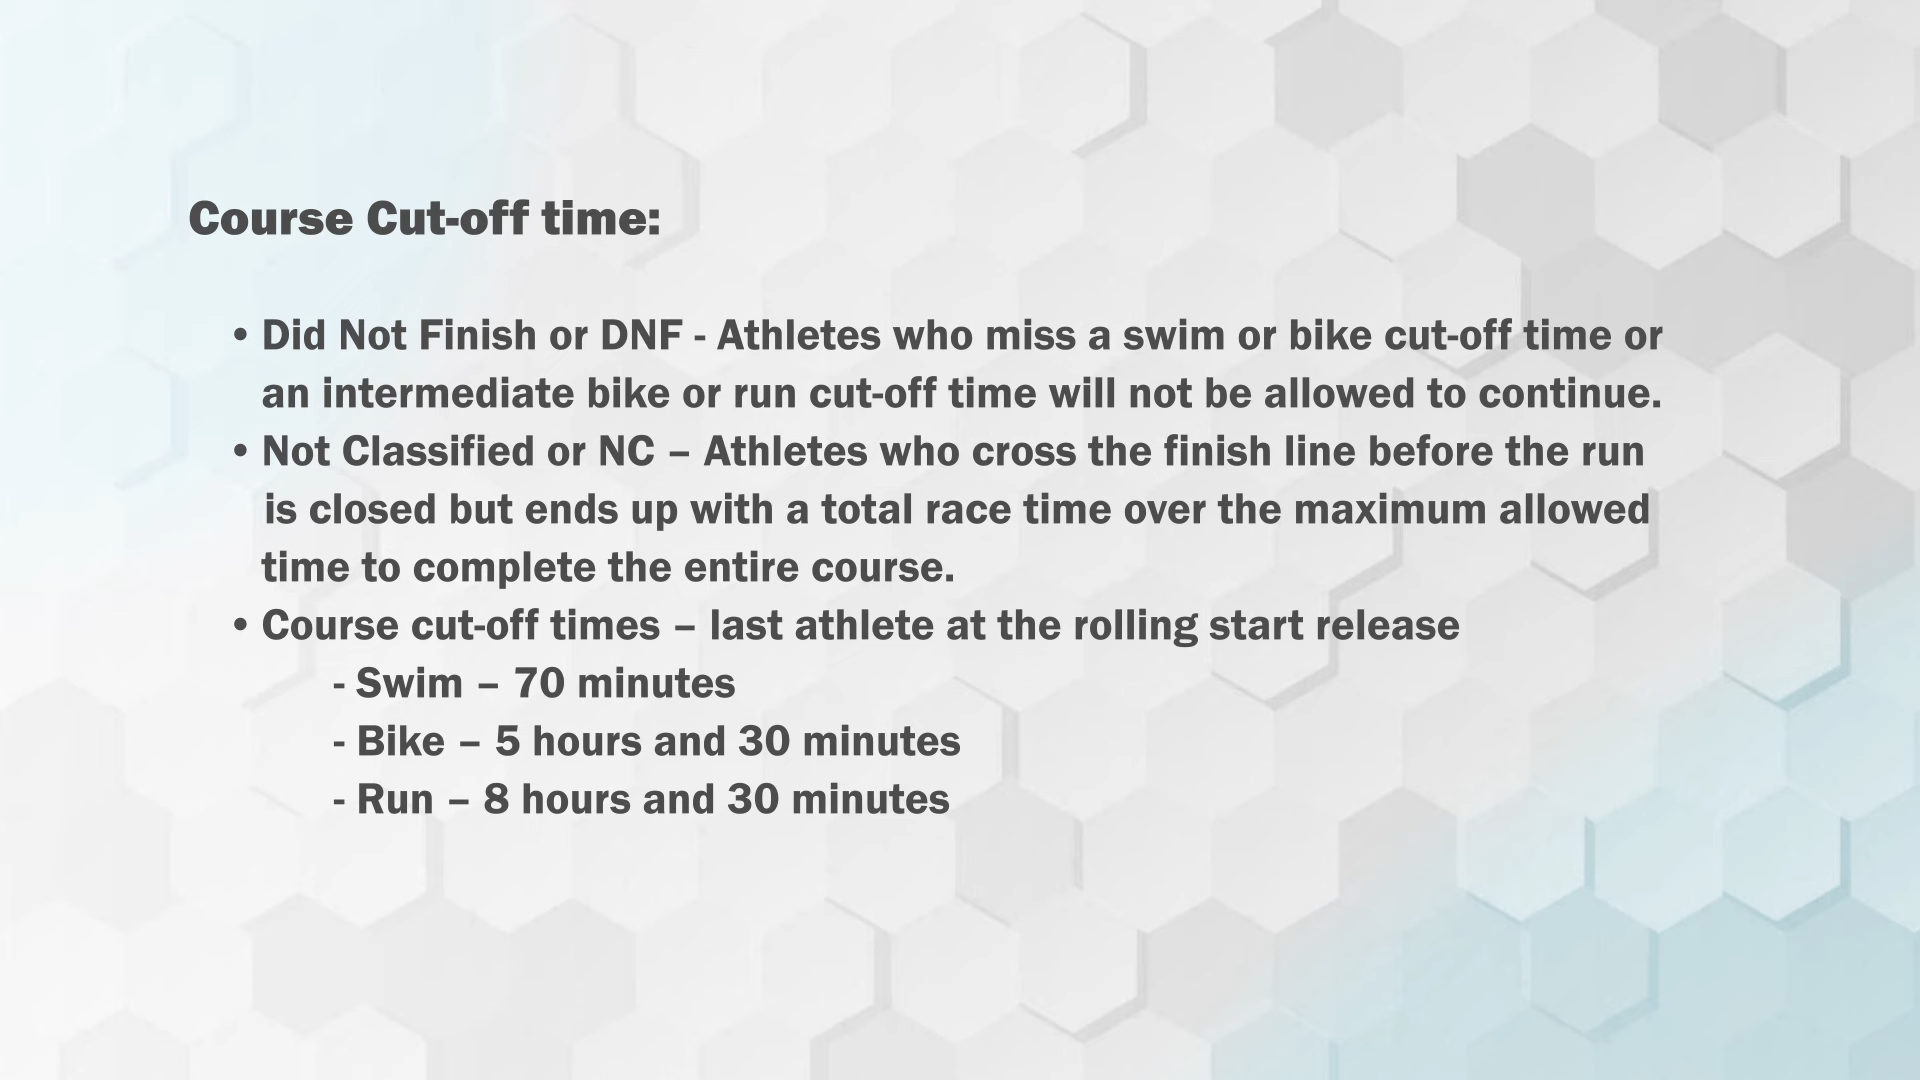 Course Cut-off time:
• Did Not Finish or DNF - Athletes who miss a swim or bike cut-off time or
an intermediate bike or run cut-off time will not be allowed to continue.
• Not Classified or NC – Athletes who cross the finish line before the run
is closed but ends up with a total race time over the maximum allowed
time to complete the entire course.
• Course cut-off times – last athlete at the rolling start release
- Swim – 70 minutes
- Bike – 5 hours and 30 minutes
- Run – 8 hours and 30 minutes